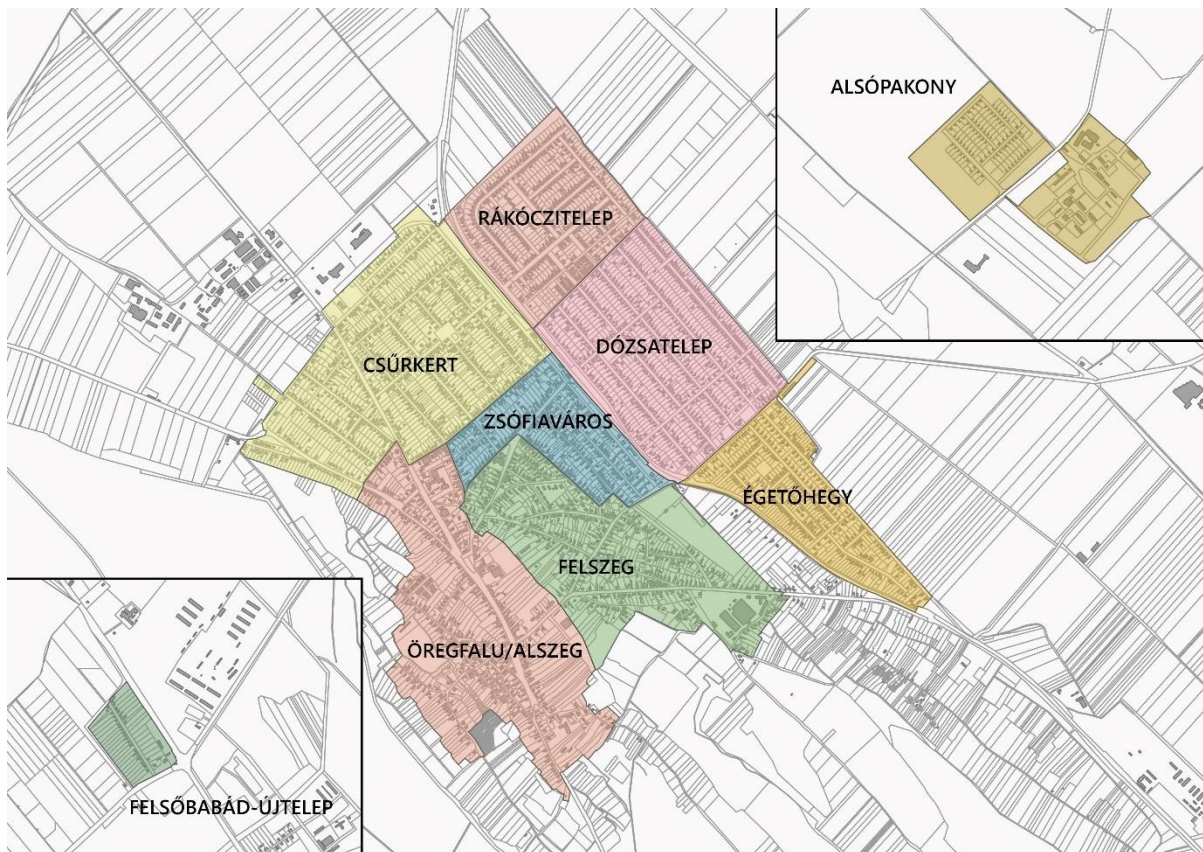 ALSÓPAKONY
RÁKÓCZITELEP
DÓZSATELEP
CSŰRKERT
ZSÓFIAVÁROS
ÉGETŐHEGY
FELSZEG
ÖREGFALU/ALSZEG
FELSŐBABÁD-ÚJTELEP